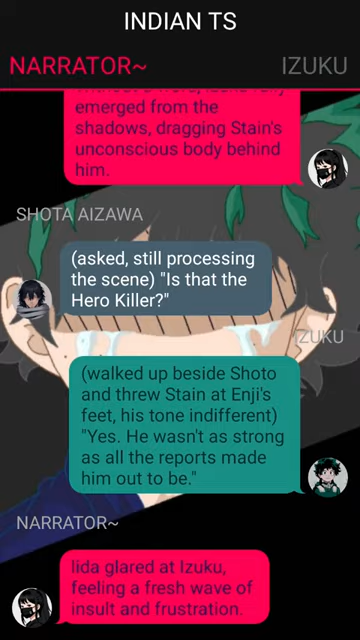 INDIAN TS
NARRATOR~ IZUKU
emerged from the
shadows, dragging Stain's
unconscious body behind
him.
SHOTA AIZAWA
(asked, still processing
the scene) "Is that the
Hero Killer?"
IZUKU
(walked up beside Shoto
and threw Stain at Enji's
feet, his tone indifferent)
"Yes. He wasn't as strong
as all the reports made
him out to be."
NARRATOR~
Iida glared at Izuku,
feeling a fresh wave of
insult and frustration.